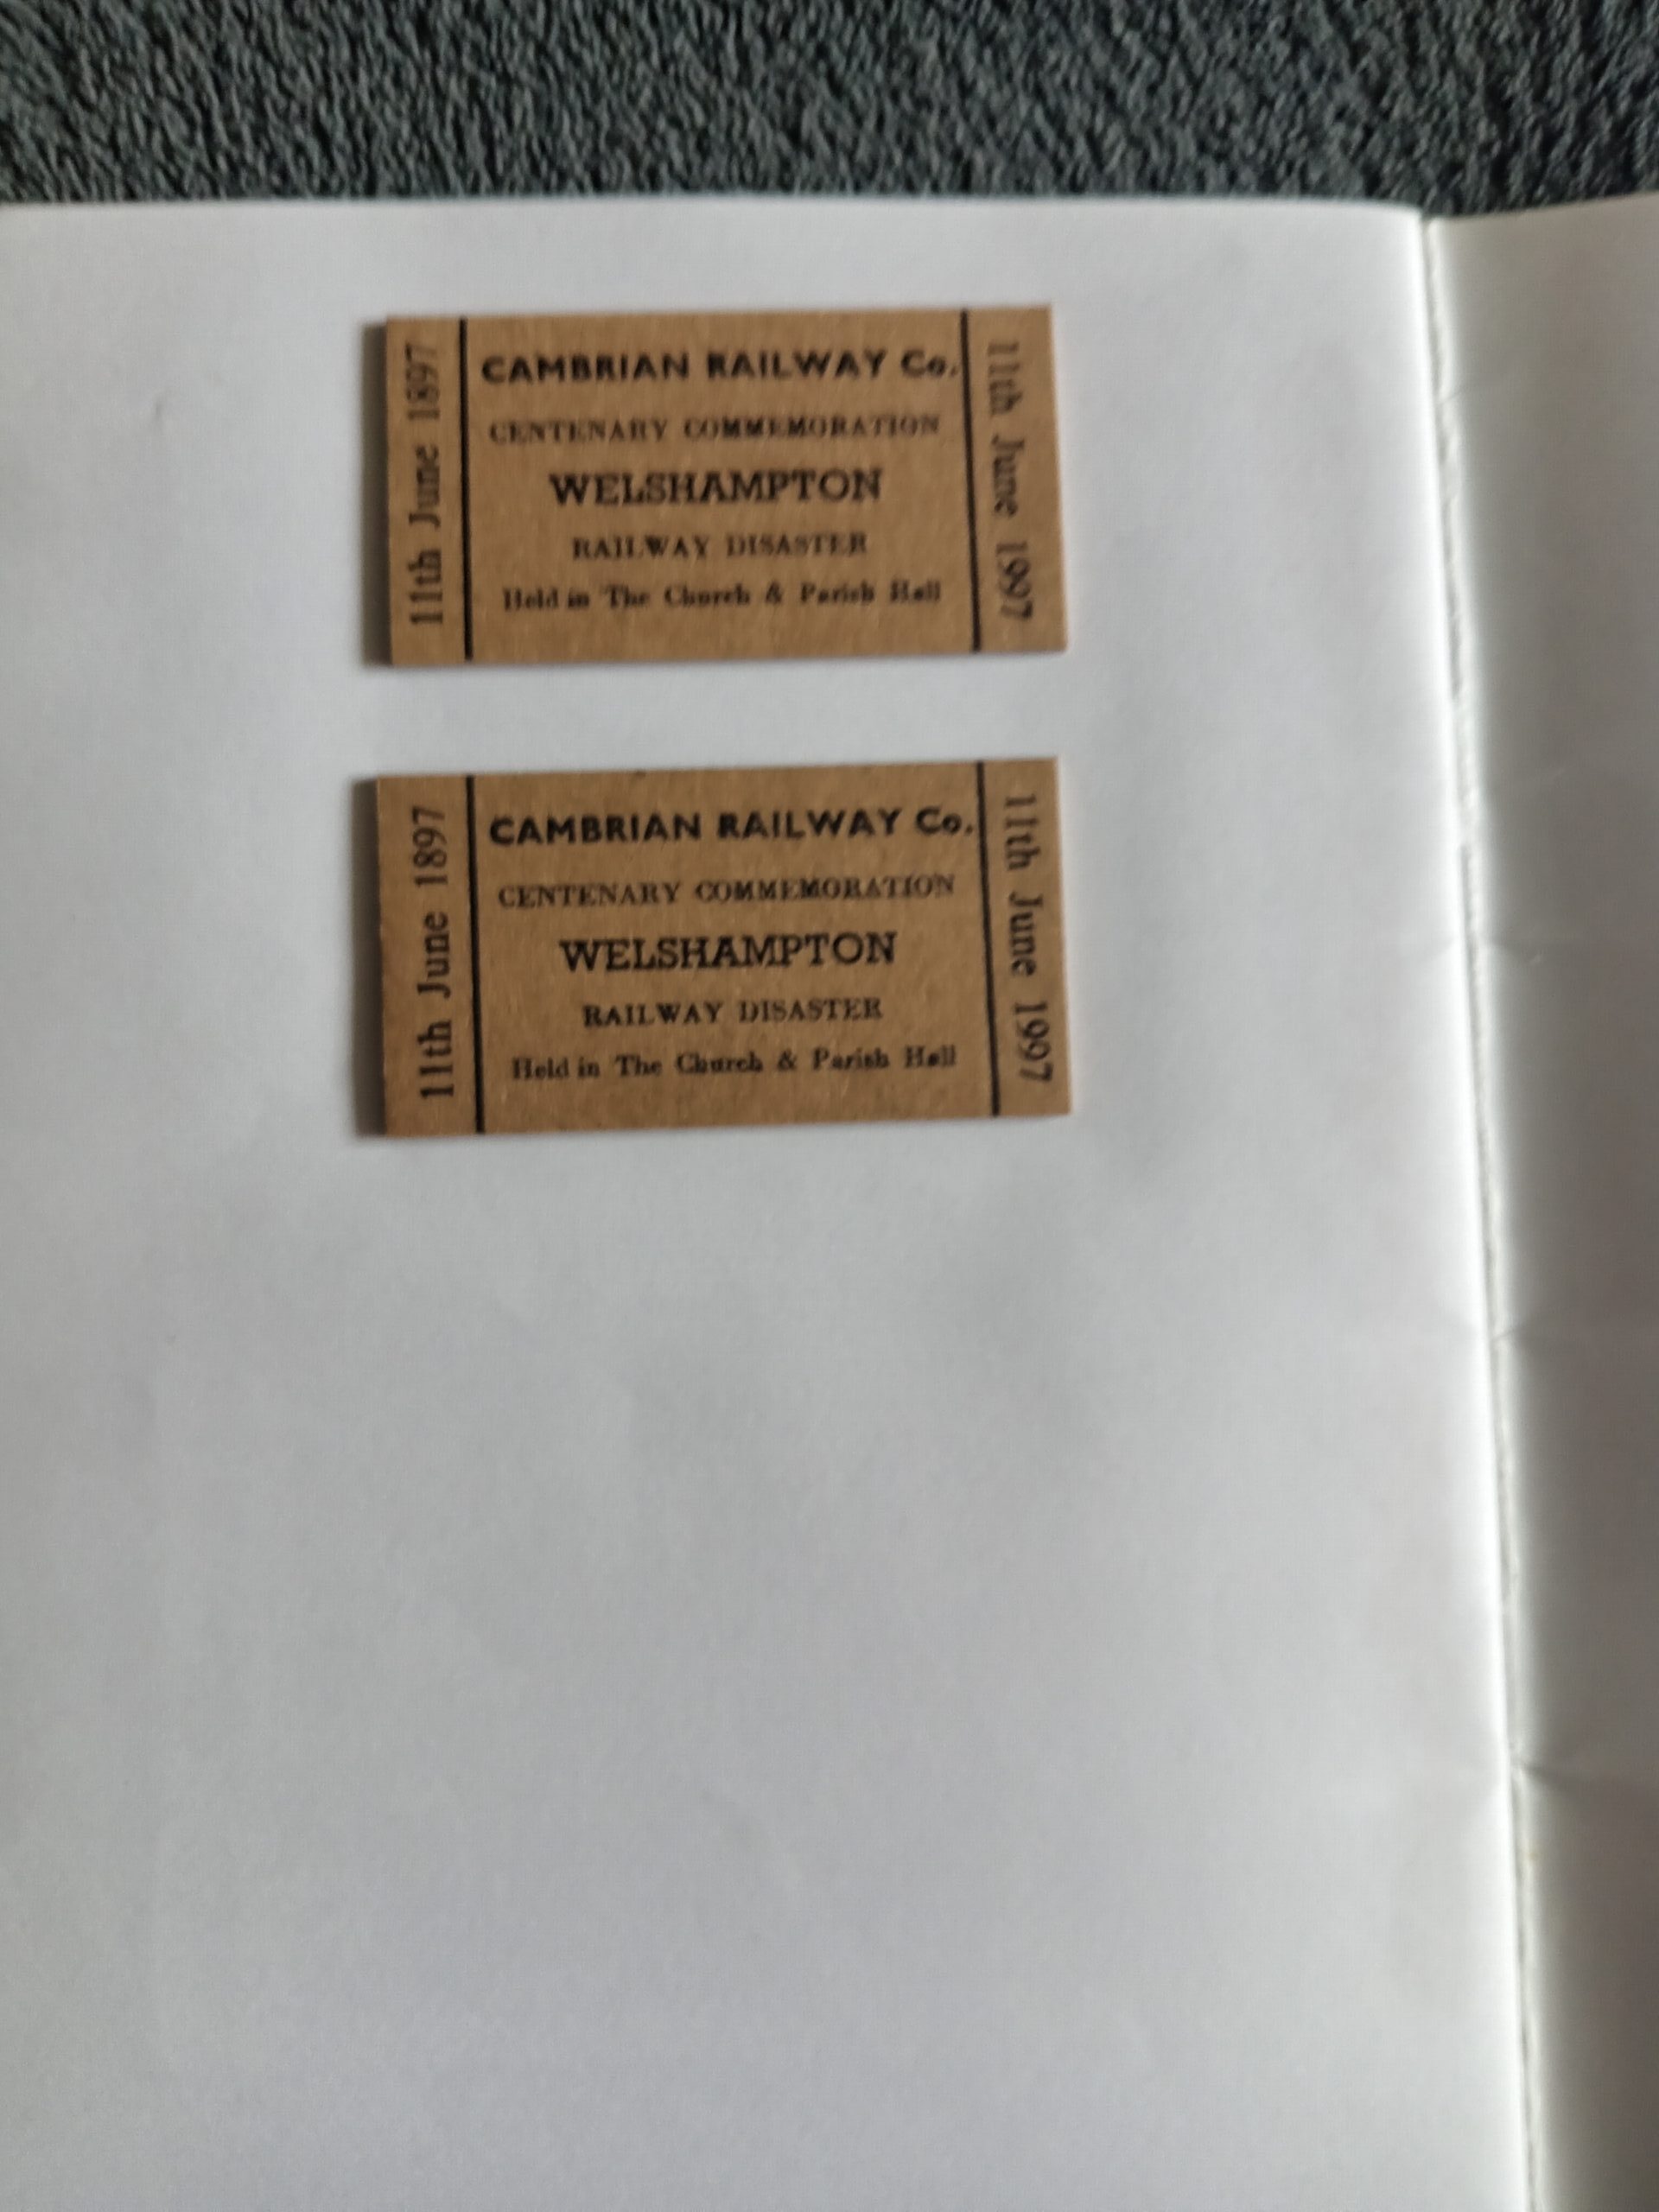 11th June 1897
CAMBRIAN RAILWAY Co.
CENTENARY COMMEMORATION
WELSHAMPTON
RAILWAY DISASTER
Held in The Church & Parish Hall
11th June 1997
11th June 1897
CAMBRIAN RAILWAY Co.
CENTENARY COMMEMORATION
WELSHAMPTON
RAILWAY DISASTER
Held in The Church & Parish Hall
11th June 1997